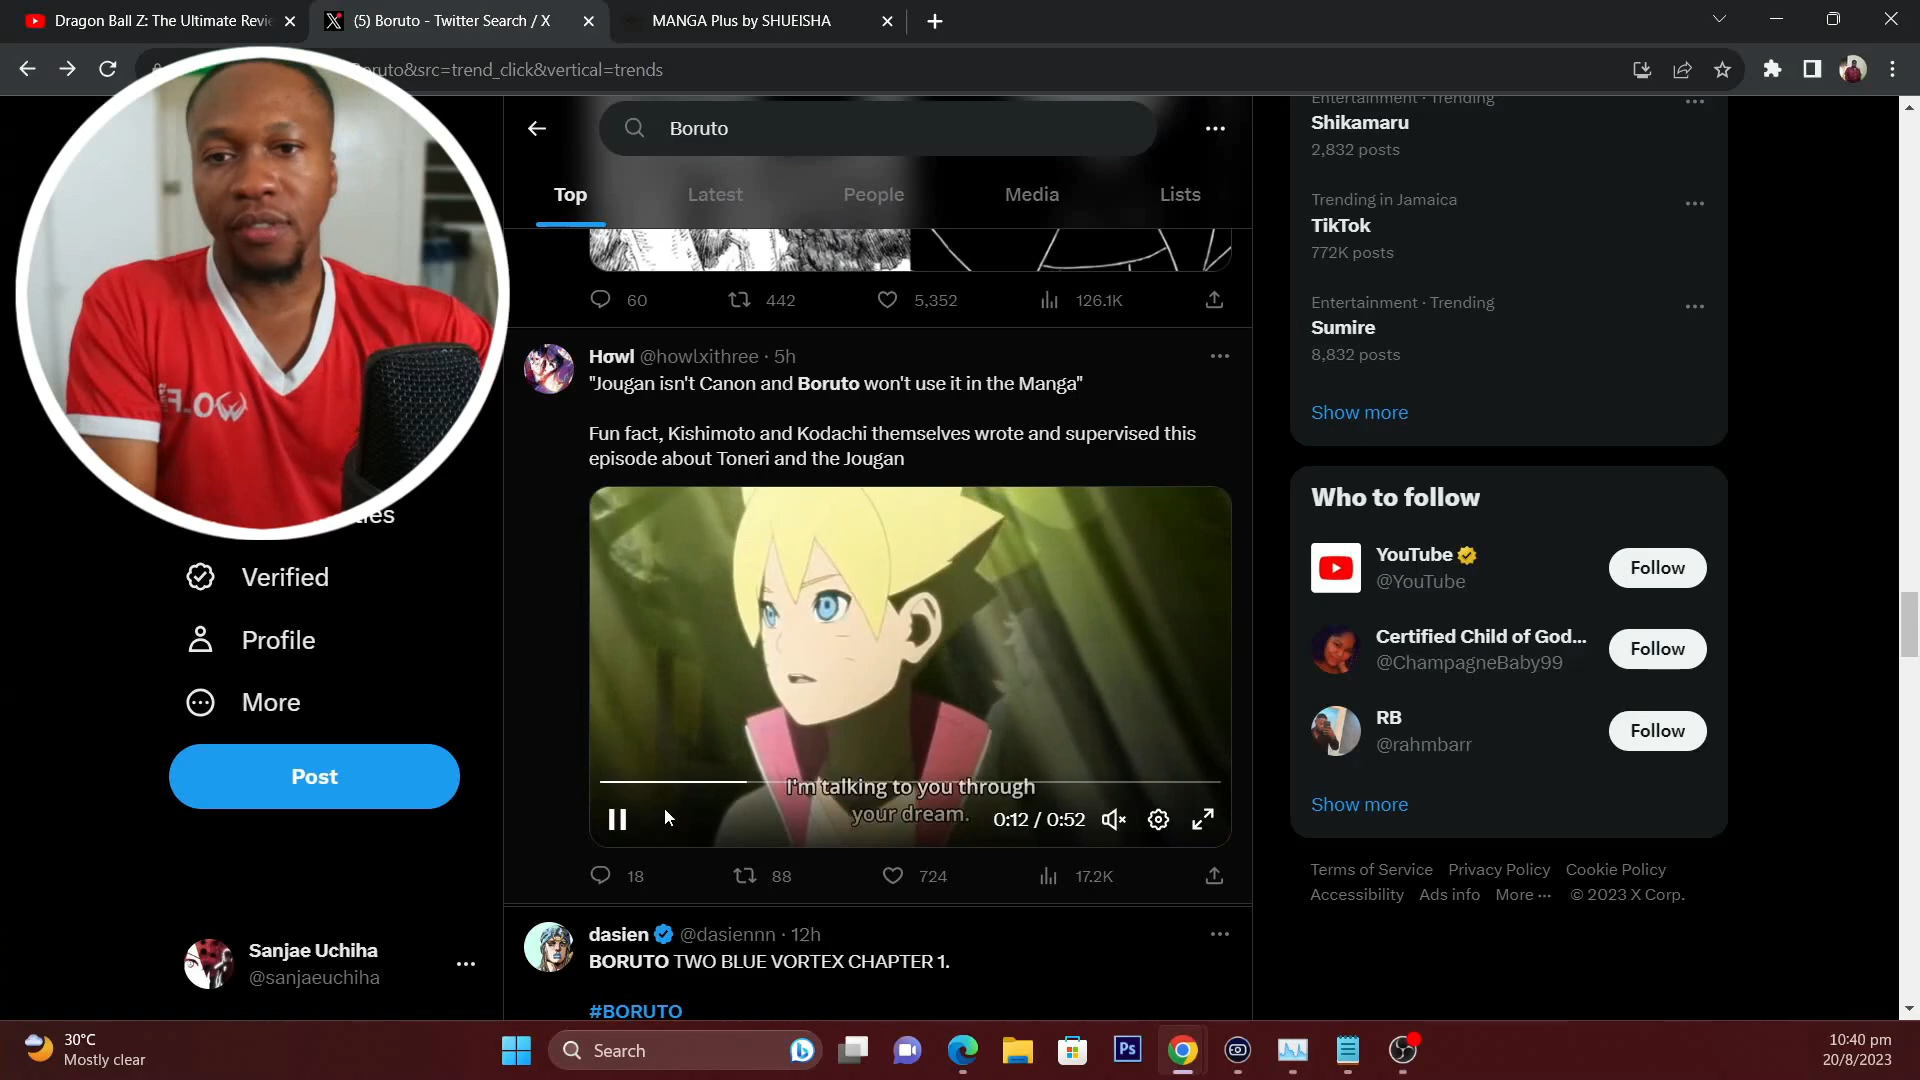 Dragon Ball Z: The Ultimate Revie
(5) Boruto - Twitter Search / X
MANGA Plus by SHUEISHA
oruto&src=trend_click&vertical=trends
Boruto
Top
Latest
People
Media
Lists
60
442
5,352
126.1K
Hσwl @howlxithree · 5h
"Jougan isn't Canon and Boruto won't use it in the Manga"
Fun fact, Kishimoto and Kodachi themselves wrote and supervised this
episode about Toneri and the Jougan
I'm talking to you through
your dream.
0:12 / 0:52
18
88
724
17.2K
dasien @dasiennn · 12h
BORUTO TWO BLUE VORTEX CHAPTER 1.
#BORUTO
Verified
Profile
More
Post
Sanjae Uchiha
@sanjaeuchiha
Entertainment · Trending
Shikamaru
2,832 posts
Trending in Jamaica
TikTok
772K posts
Entertainment · Trending
Sumire
8,832 posts
Show more
Who to follow
YouTube
@YouTube
Follow
Certified Child of God...
@ChampagneBaby99
Follow
RB
@rahmbarr
Follow
Show more
Terms of Service Privacy Policy Cookie Policy
Accessibility Ads info More ··· © 2023 X Corp.
30°C
Mostly clear
Search
Ps
10:40 pm
20/8/2023